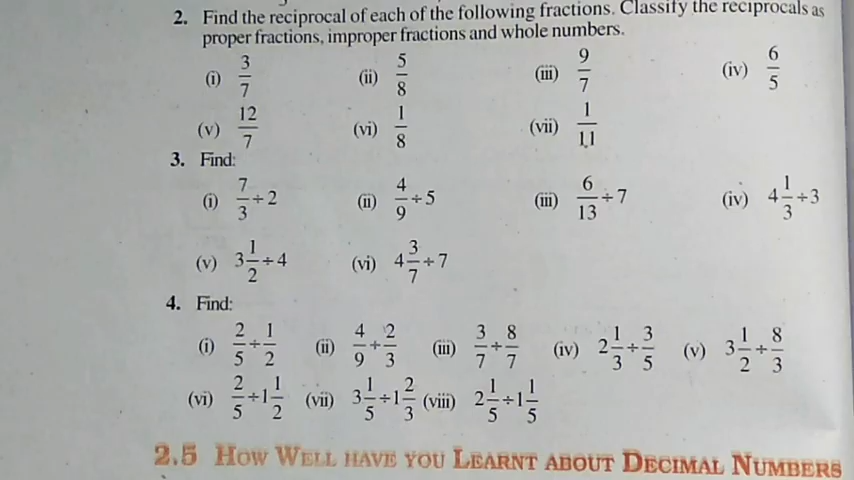 2. Find the reciprocal of each of the following fractions. Classify the reciprocals as
proper fractions, improper fractions and whole numbers.
(i) 3/7 (ii) 5/8 (iii) 9/7 (iv) 6/5
(v) 12/7 (vi) 1/8 (vii) 1/11
3. Find:
(i) 7/3 ÷ 2 (ii) 4/9 ÷ 5 (iii) 6/13 ÷ 7 (iv) 4 1/3 ÷ 3
(v) 3 1/2 ÷ 4 (vi) 4 3/7 ÷ 7
4. Find:
(i) 2/5 ÷ 1/2 (ii) 4/9 ÷ 2/3 (iii) 3/7 ÷ 8/7 (iv) 2 1/3 ÷ 3/5 (v) 3 1/2 ÷ 8/3
(vi) 2/5 ÷ 1 1/2 (vii) 3 1/5 ÷ 1 2/3 (viii) 2 1/5 ÷ 1 1/5
2.5 HOW WELL HAVE YOU LEARNT ABOUT DECIMAL NUMBERS